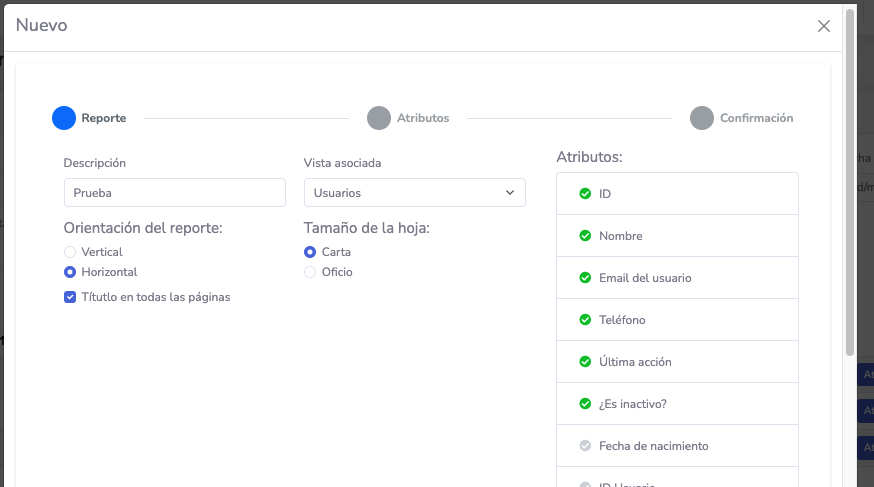 Nuevo
Reporte
Atributos
Confirmación
Descripción
Prueba
Vista asociada
Usuarios
Orientación del reporte:
Vertical
Horizontal
Títutlo en todas las páginas
Tamaño de la hoja:
Carta
Oficio
Atributos:
ID
Nombre
Email del usuario
Teléfono
Última acción
¿Es inactivo?
Fecha de nacimiento
ID Usuario